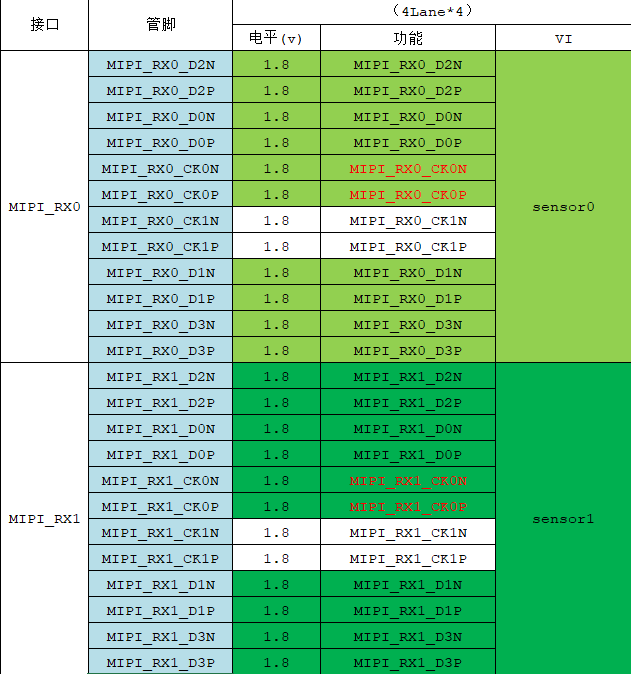 接口 管脚 （4Lane*4）
电平(v) 功能 VI
MIPI_RX0_D2N 1.8 MIPI_RX0_D2N
MIPI_RX0_D2P 1.8 MIPI_RX0_D2P
MIPI_RX0_D0N 1.8 MIPI_RX0_D0N
MIPI_RX0_D0P 1.8 MIPI_RX0_D0P
MIPI_RX0_CK0N 1.8 MIPI_RX0_CK0N
MIPI_RX0 MIPI_RX0_CK0P 1.8 MIPI_RX0_CK0P sensor0
MIPI_RX0_CK1N 1.8 MIPI_RX0_CK1N
MIPI_RX0_CK1P 1.8 MIPI_RX0_CK1P
MIPI_RX0_D1N 1.8 MIPI_RX0_D1N
MIPI_RX0_D1P 1.8 MIPI_RX0_D1P
MIPI_RX0_D3N 1.8 MIPI_RX0_D3N
MIPI_RX0_D3P 1.8 MIPI_RX0_D3P
MIPI_RX1_D2N 1.8 MIPI_RX1_D2N
MIPI_RX1_D2P 1.8 MIPI_RX1_D2P
MIPI_RX1_D0N 1.8 MIPI_RX1_D0N
MIPI_RX1_D0P 1.8 MIPI_RX1_D0P
MIPI_RX1_CK0N 1.8 MIPI_RX1_CK0N
MIPI_RX1 MIPI_RX1_CK0P 1.8 MIPI_RX1_CK0P sensor1
MIPI_RX1_CK1N 1.8 MIPI_RX1_CK1N
MIPI_RX1_CK1P 1.8 MIPI_RX1_CK1P
MIPI_RX1_D1N 1.8 MIPI_RX1_D1N
MIPI_RX1_D1P 1.8 MIPI_RX1_D1P
MIPI_RX1_D3N 1.8 MIPI_RX1_D3N
MIPI_RX1_D3P 1.8 MIPI_RX1_D3P